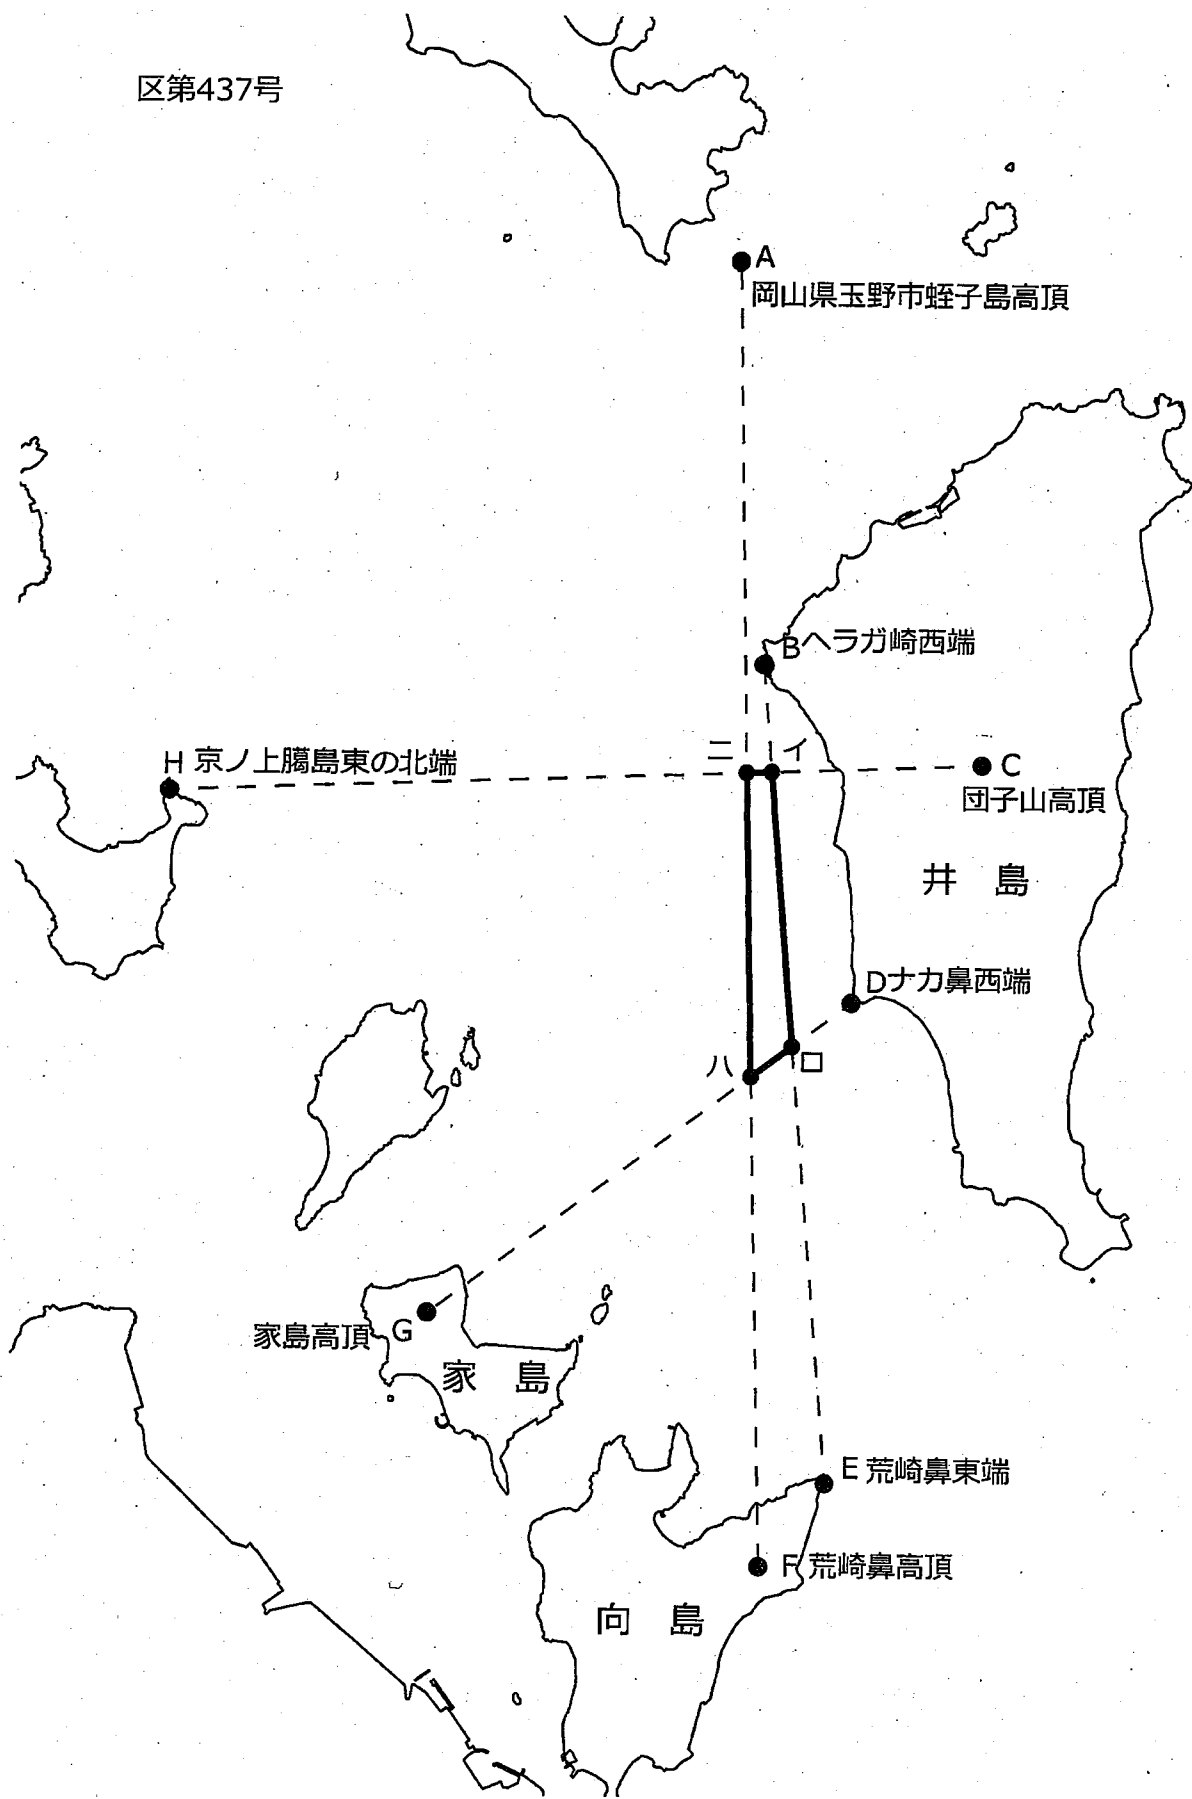 区第437号
A
岡山県玉野市蛭子島高頂
B ヘラガ崎西端
H 京ノ上臈島東の北端
ニ
イ
C
団子山高頂
井 島
D ナカ鼻西端
ハ
ロ
G
家島高頂
家 島
E 荒崎鼻東端
F 荒崎鼻高頂
向 島